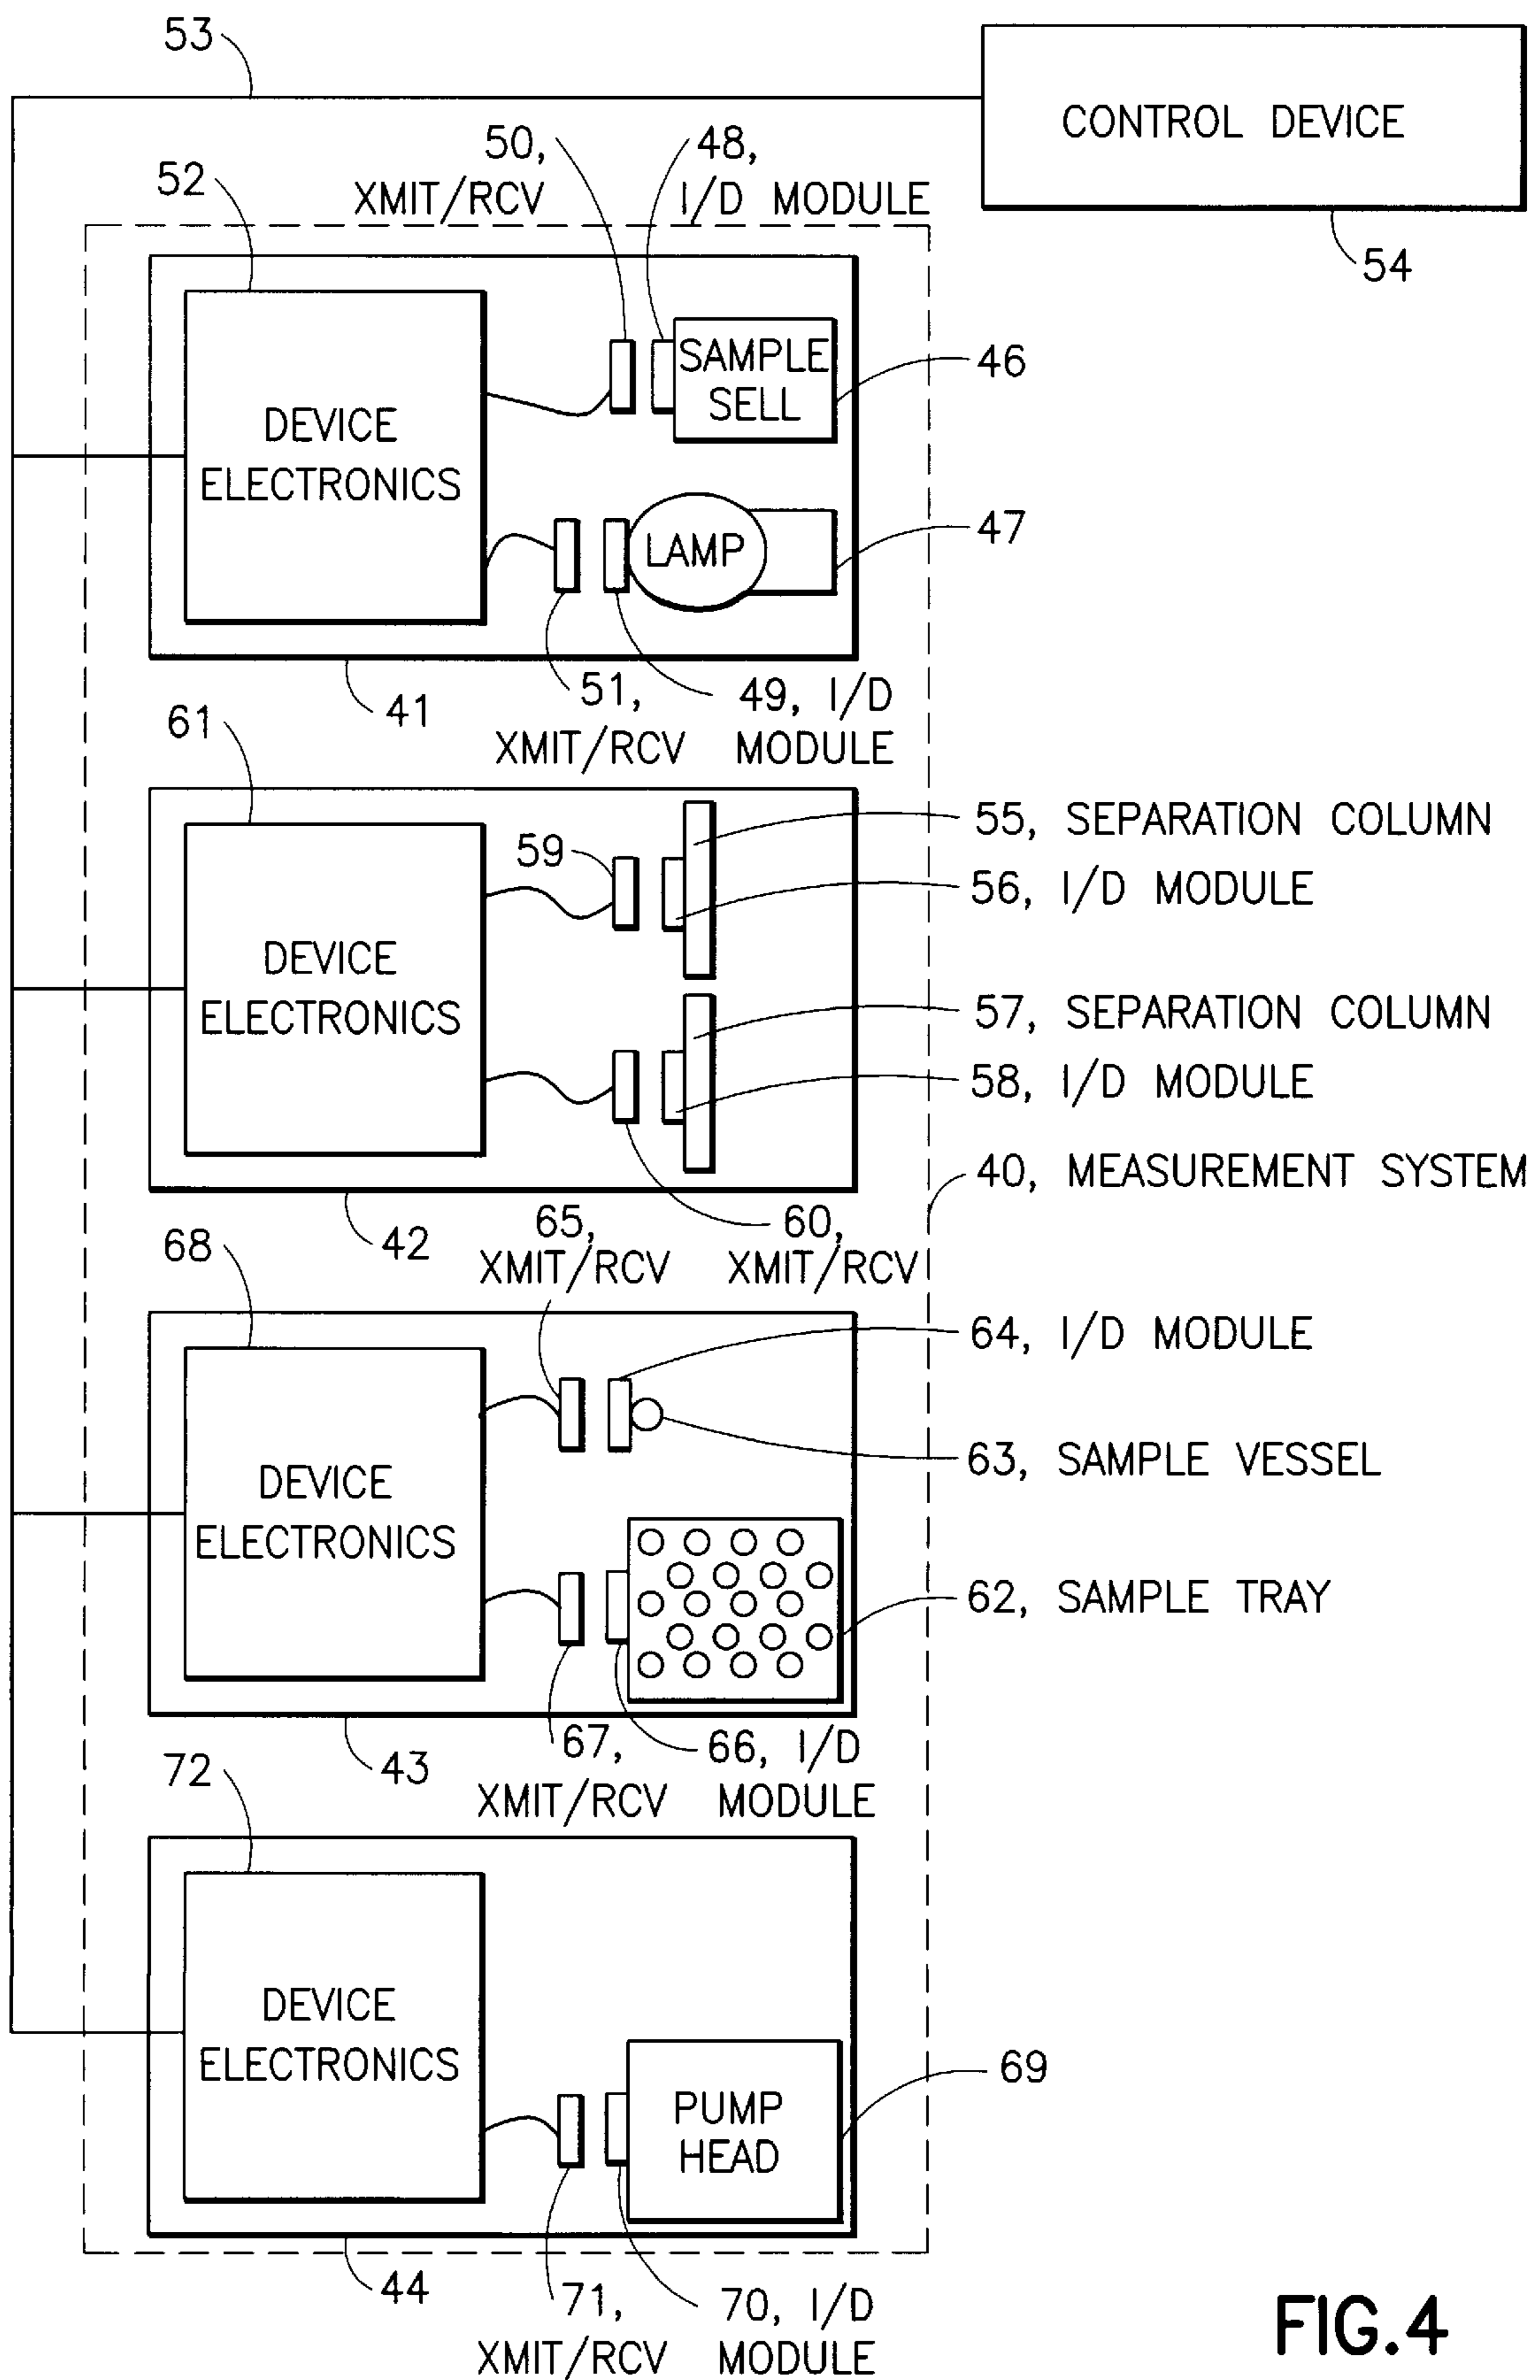 53
CONTROL DEVICE
54
50,
XMIT/RCV
48,
I/D MODULE
52
DEVICE
ELECTRONICS
SAMPLE
SELL
46
LAMP
47
41
51,
XMIT/RCV
49, I/D
MODULE
61
DEVICE
ELECTRONICS
59
55, SEPARATION COLUMN
56, I/D MODULE
57, SEPARATION COLUMN
58, I/D MODULE
40, MEASUREMENT SYSTEM
42
65,
XMIT/RCV
60,
XMIT/RCV
68
DEVICE
ELECTRONICS
64, I/D MODULE
63, SAMPLE VESSEL
62, SAMPLE TRAY
43
67,
XMIT/RCV
66, I/D
MODULE
72
DEVICE
ELECTRONICS
PUMP
HEAD
69
44
71,
XMIT/RCV
70, I/D
MODULE
FIG.4